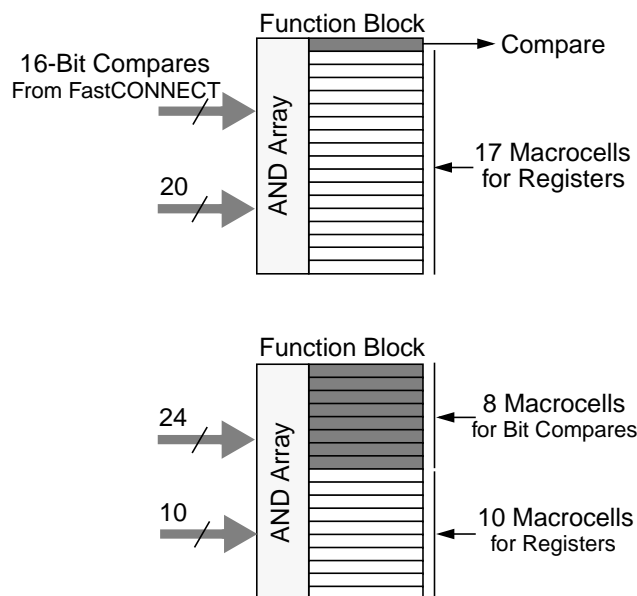 Function Block
Compare
16-Bit Compares
From FastCONNECT
AND Array
17 Macrocells
for Registers
20
Function Block
24
AND Array
8 Macrocells
for Bit Compares
10
10 Macrocells
for Registers